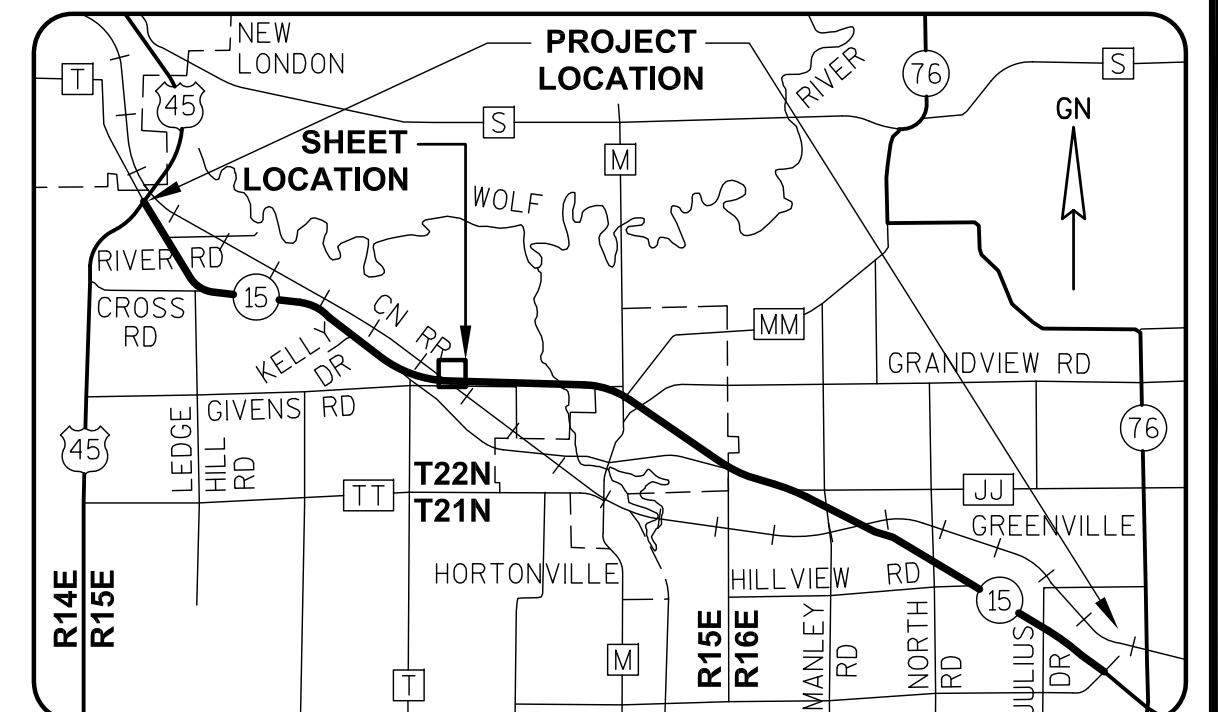 NEW
LONDON
PROJECT
LOCATION
RIVER
76
S
T
45
S
GN
SHEET
LOCATION
M
WOLF
RIVER RD
15
CROSS
RD
CN RR
MM
KELLY
DR
GRANDVIEW RD
GIVENS RD
LEDGE
HILL
RD
45
76
T22N
T21N
TT
JJ
GREENVILLE
HORTONVILLE
HILLVIEW RD
R14E
R15E
15
R15E
R16E
MANLEY
RD
NORTH
RD
JULIUS
DR
M
T